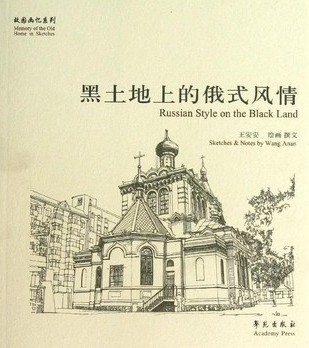 故园画忆系列
Memory of the Old
Home in Sketches
黑土地上的俄式风情
Russian Style on the Black Land
王安安 绘画 撰文
Sketches & Notes by Wang Anan
学苑出版社
Academy Press